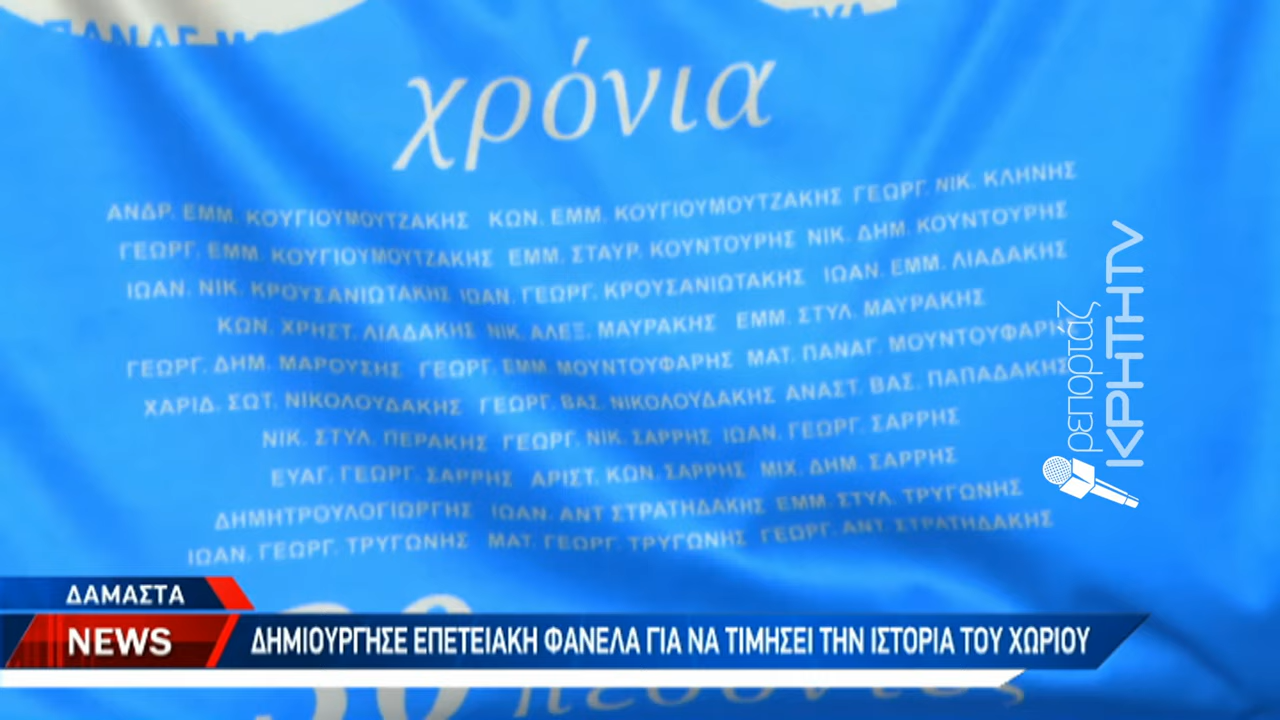 χρόνια
ΑΝΔΡ. ΕΜΜ. ΚΟΥΓΙΟΥΜΟΥΤΖΑΚΗΣ ΚΩΝ. ΕΜΜ. ΚΟΥΓΙΟΥΜΟΥΤΖΑΚΗΣ ΓΕΩΡΓ. ΝΙΚ. ΚΛΗΝΗΣ
ΓΕΩΡΓ. ΕΜΜ. ΚΟΥΓΙΟΥΜΟΥΤΖΑΚΗΣ ΕΜΜ. ΣΤΑΥΡ. ΚΟΥΝΤΟΥΡΗΣ ΝΙΚ. ΔΗΜ. ΚΟΥΝΤΟΥΡΗΣ
ΙΩΑΝ. ΝΙΚ. ΚΡΟΥΣΑΝΙΩΤΑΚΗΣ ΙΩΑΝ. ΓΕΩΡΓ. ΚΡΟΥΣΑΝΙΩΤΑΚΗΣ ΙΩΑΝ. ΕΜΜ. ΛΙΑΔΑΚΗΣ
ΚΩΝ. ΧΡΗΣΤ. ΛΙΑΔΑΚΗΣ ΝΙΚ. ΑΛΕΞ. ΜΑΥΡΑΚΗΣ ΕΜΜ. ΣΤΥΛ. ΜΑΥΡΑΚΗΣ
ΓΕΩΡΓ. ΔΗΜ. ΜΑΡΟΥΣΗΣ ΓΕΩΡΓ. ΕΜΜ. ΜΟΥΝΤΟΥΦΑΡΗΣ ΜΑΤ. ΠΑΝΑΓ. ΜΟΥΝΤΟΥΦΑΡΗΣ
ΧΑΡΙΔ. ΣΩΤ. ΝΙΚΟΛΟΥΔΑΚΗΣ ΓΕΩΡΓ. ΒΑΣ. ΝΙΚΟΛΟΥΔΑΚΗΣ ΑΝΑΣΤ. ΒΑΣ. ΠΑΠΑΔΑΚΗΣ
ΝΙΚ. ΣΤΥΛ. ΠΕΡΑΚΗΣ ΓΕΩΡΓ. ΝΙΚ. ΣΑΡΡΗΣ ΙΩΑΝ. ΓΕΩΡΓ. ΣΑΡΡΗΣ
ΕΥΑΓ. ΓΕΩΡΓ. ΣΑΡΡΗΣ ΑΡΙΣΤ. ΚΩΝ. ΣΑΡΡΗΣ ΜΙΧ. ΔΗΜ. ΣΑΡΡΗΣ
ΔΗΜΗΤΡΟΥΛΟΓΙΩΡΓΗΣ ΙΩΑΝ. ΑΝΤ ΣΤΡΑΤΗΔΑΚΗΣ ΕΜΜ. ΣΤΥΛ. ΤΡΥΓΩΝΗΣ
ΙΩΑΝ. ΓΕΩΡΓ. ΤΡΥΓΩΝΗΣ ΜΑΤ. ΓΕΩΡΓ. ΤΡΥΓΩΝΗΣ ΓΕΩΡΓ. ΑΝΤ. ΣΤΡΑΤΗΔΑΚΗΣ
ρεπορτάζ
ΚΡΗΤΗTV
ΔΑΜΑΣΤΑ
NEWS
ΔΗΜΙΟΥΡΓΗΣΕ ΕΠΕΤΕΙΑΚΗ ΦΑΝΕΛΑ ΓΙΑ ΝΑ ΤΙΜΗΣΕΙ ΤΗΝ ΙΣΤΟΡΙΑ ΤΟΥ ΧΩΡΙΟΥ